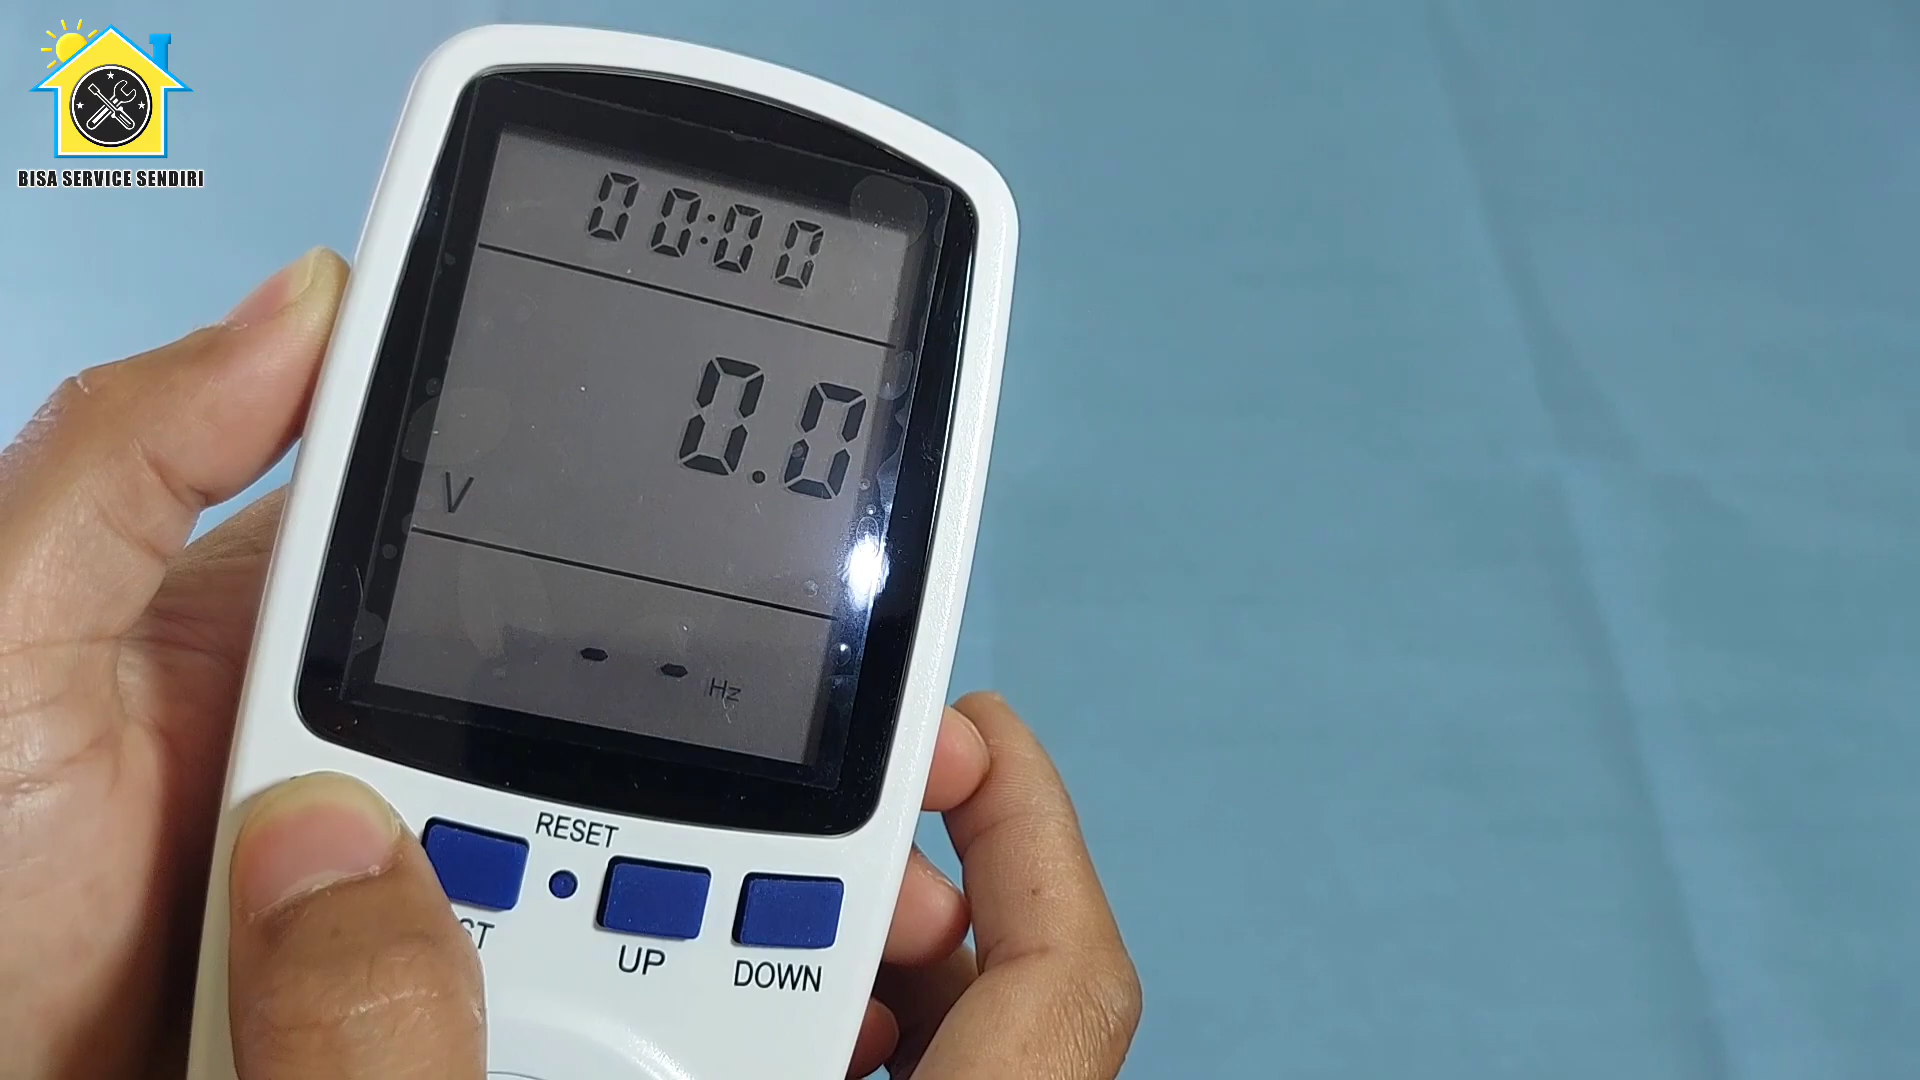 BISA SERVICE SENDIRI
00:00
0.0
V
- - Hz
RESET
UP
DOWN